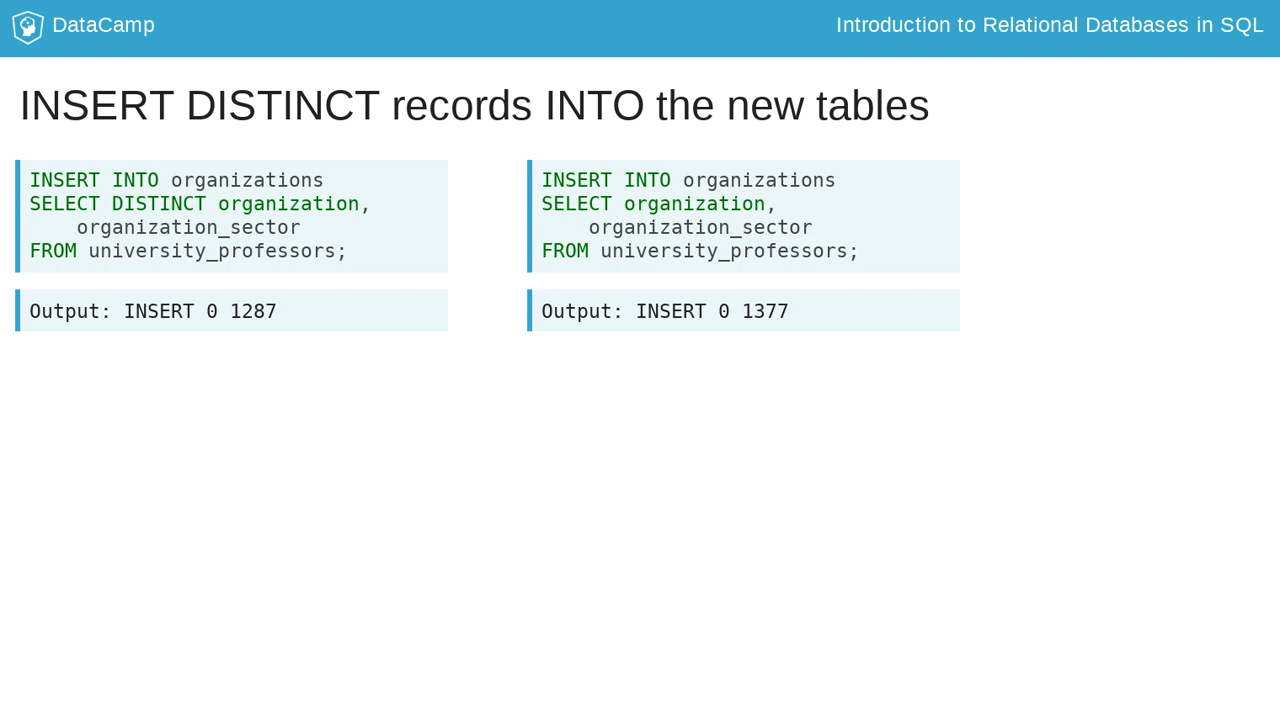 DataCamp
Introduction to Relational Databases in SQL
INSERT DISTINCT records INTO the new tables
INSERT INTO organizations
SELECT DISTINCT organization,
    organization_sector
FROM university_professors;
Output: INSERT 0 1287
INSERT INTO organizations
SELECT organization,
    organization_sector
FROM university_professors;
Output: INSERT 0 1377